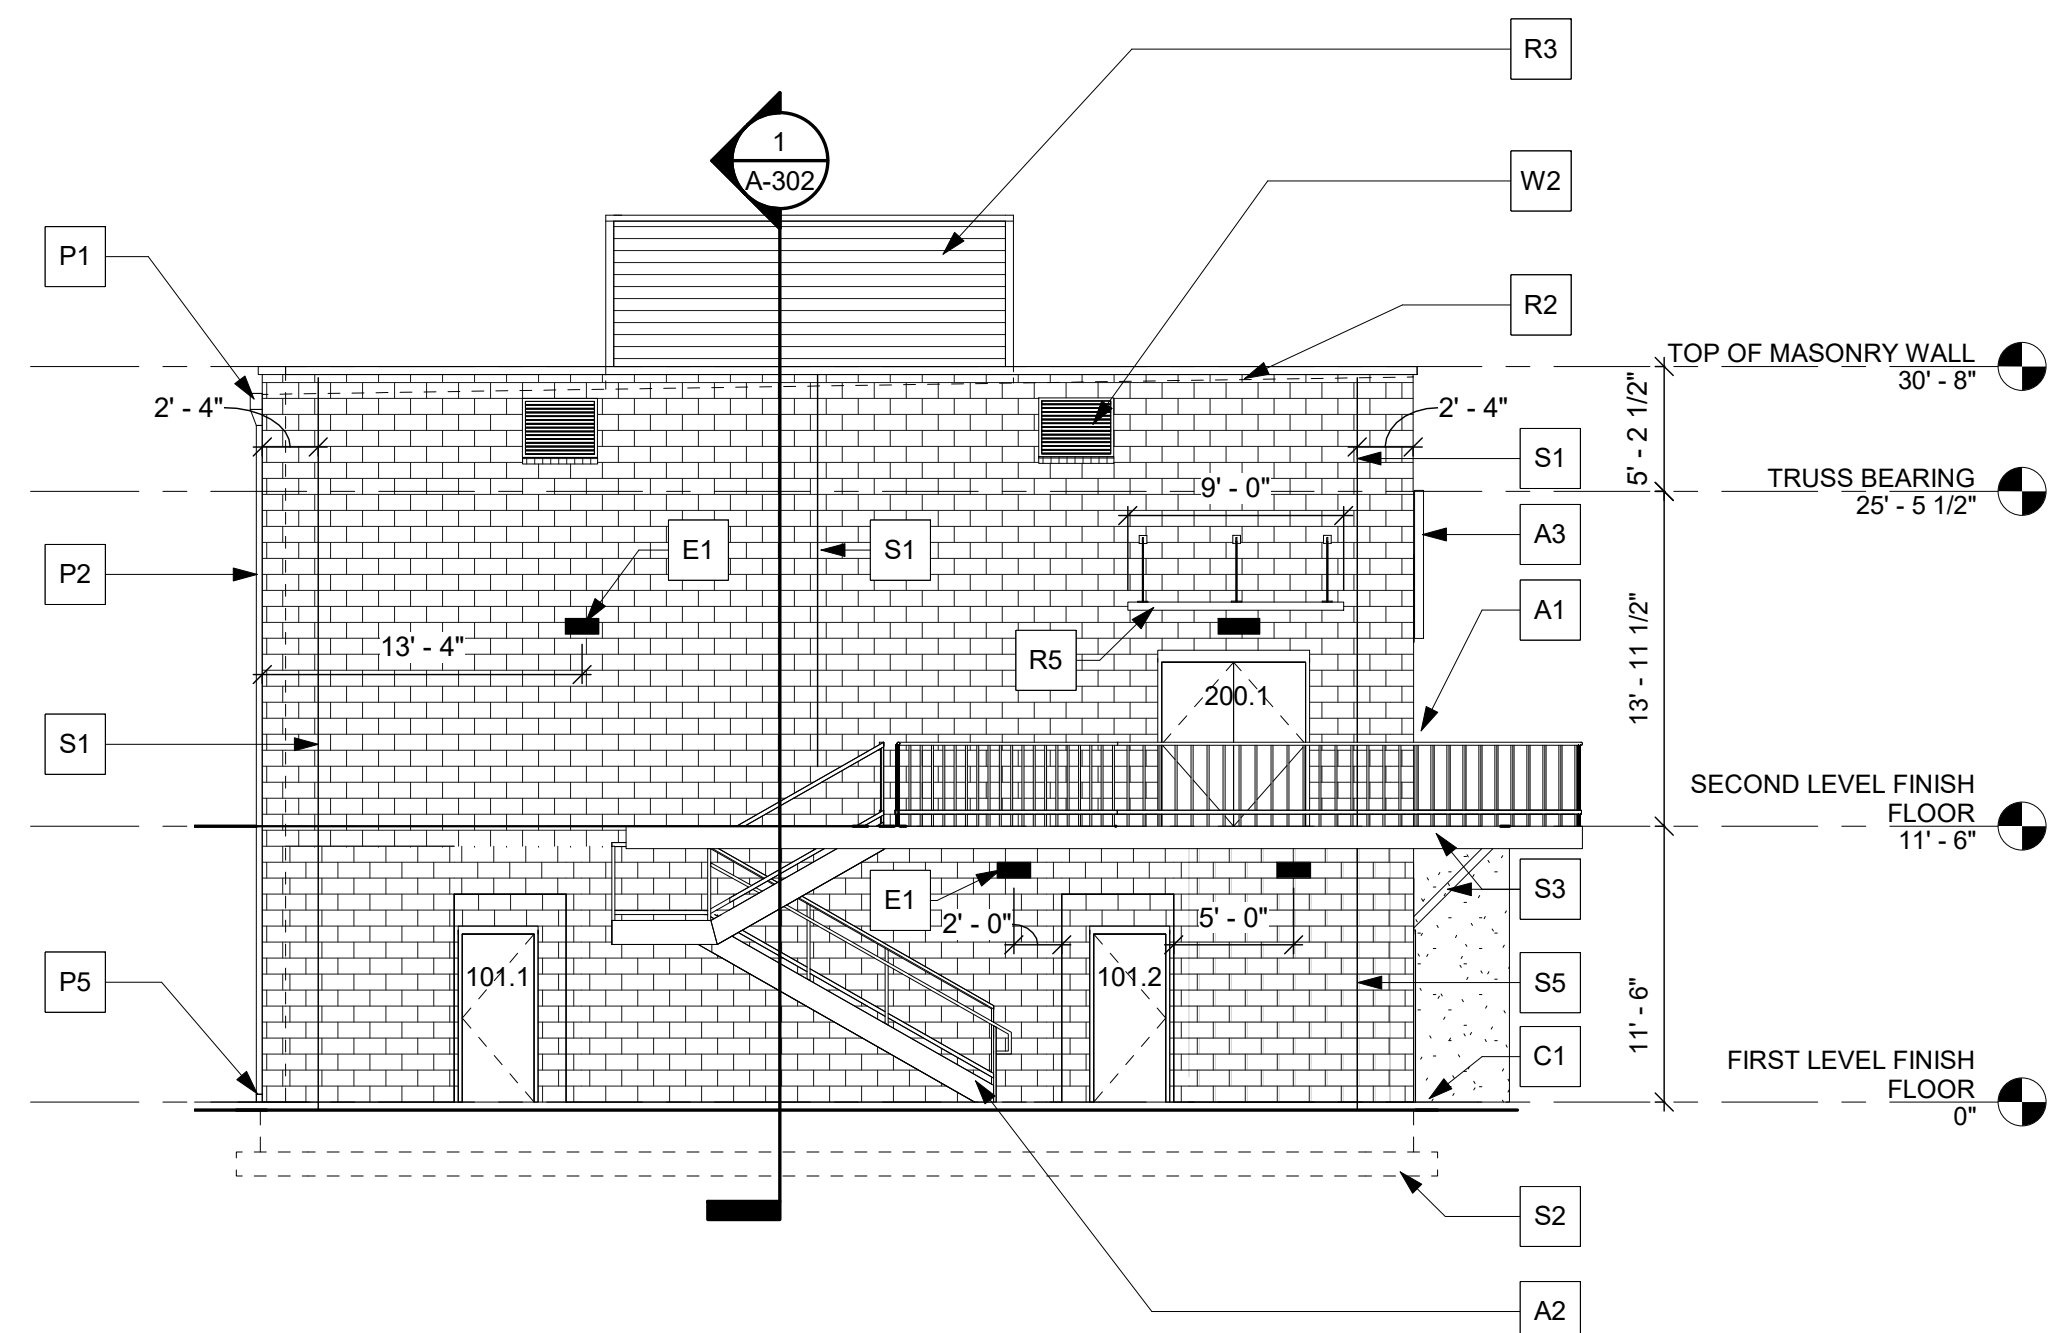 R3
1
A-302
W2
P1
R2
TOP OF MASONRY WALL
30' - 8"
2' - 4"
2' - 4"
5' - 2 1/2"
S1
TRUSS BEARING
25' - 5 1/2"
9' - 0"
E1
S1
A3
P2
A1
13' - 4"
R5
13' - 11 1/2"
200.1
S1
SECOND LEVEL FINISH
FLOOR
11' - 6"
E1
S3
2' - 0"
5' - 0"
101.1
101.2
P5
S5
11' - 6"
C1
FIRST LEVEL FINISH
FLOOR
0"
S2
A2